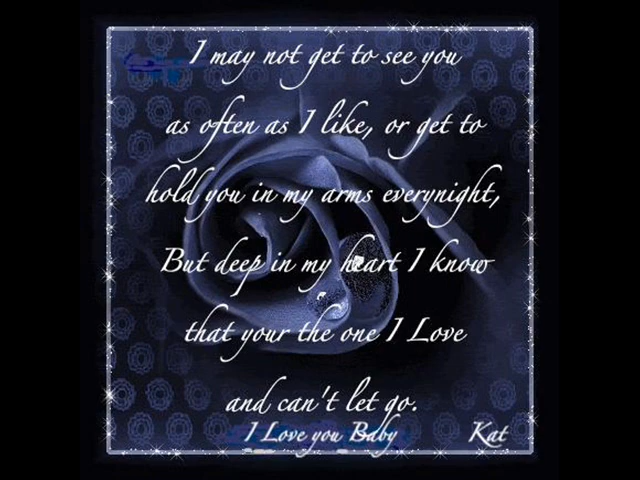 I may not get to see you
as often as I like, or get to
hold you in my arms everynight,
But deep in my heart I know
that your the one I Love
and can't let go.
I Love you Baby Kat